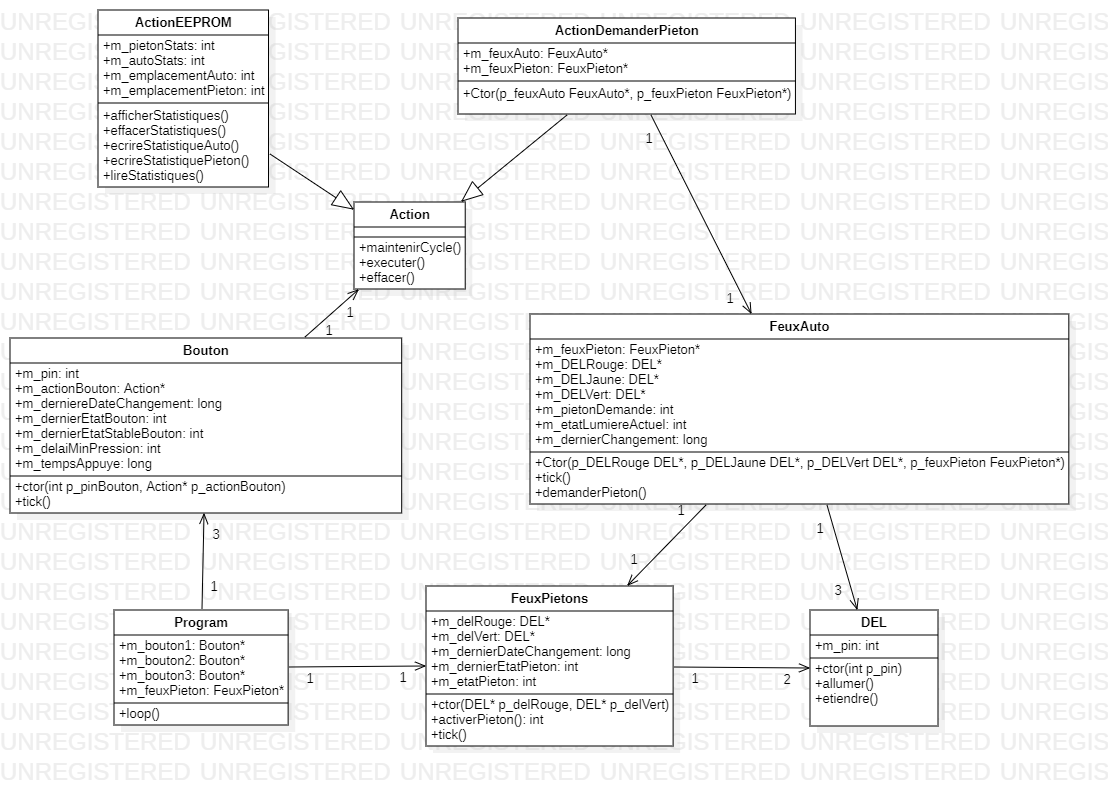 ActionEEPROM
+m_pietonStats: int
+m_autoStats: int
+m_emplacementAuto: int
+m_emplacementPieton: int
+afficherStatistiques()
+effacerStatistiques()
+ecrireStatistiqueAuto()
+ecrireStatistiquePieton()
+lireStatistiques()
ActionDemanderPieton
+m_feuxAuto: FeuxAuto*
+m_feuxPieton: FeuxPieton*
+Ctor(p_feuxAuto FeuxAuto*, p_feuxPieton FeuxPieton*)
1
1
Action
+maintenirCycle()
+executer()
+effacer()
1
1
Bouton
+m_pin: int
+m_actionBouton: Action*
+m_derniereDateChangement: long
+m_dernierEtatBouton: int
+m_dernierEtatStableBouton: int
+m_delaiMinPression: int
+m_tempsAppuye: long
+ctor(int p_pinBouton, Action* p_actionBouton)
+tick()
FeuxAuto
+m_feuxPieton: FeuxPieton*
+m_DELRouge: DEL*
+m_DELJaune: DEL*
+m_DELVert: DEL*
+m_pietonDemande: int
+m_etatLumiereActuel: int
+m_dernierChangement: long
+Ctor(p_DELRouge DEL*, p_DELJaune DEL*, p_DELVert DEL*, p_feuxPieton FeuxPieton*)
+tick()
+demanderPieton()
3
1
1
1
1
3
Program
+m_bouton1: Bouton*
+m_bouton2: Bouton*
+m_bouton3: Bouton*
+m_feuxPieton: FeuxPieton*
+loop()
1
1
FeuxPietons
+m_delRouge: DEL*
+m_delVert: DEL*
+m_dernierDateChangement: long
+m_dernierEtatPieton: int
+m_etatPieton: int
+ctor(DEL* p_delRouge, DEL* p_delVert)
+activerPieton(): int
+tick()
1
2
DEL
+m_pin: int
+ctor(int p_pin)
+allumer()
+etiendre()
UNREGISTERED